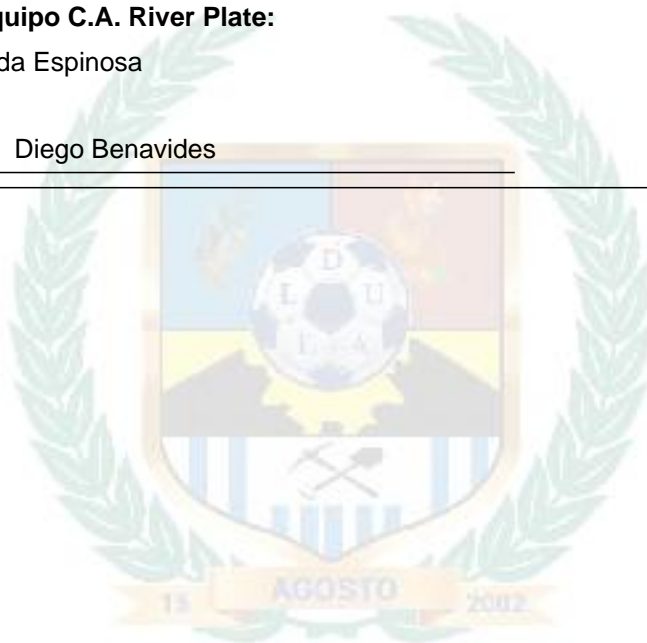 quipo C.A. River Plate:
da Espinosa
Diego Benavides
D
L U
E A
15 AGOSTO 2002